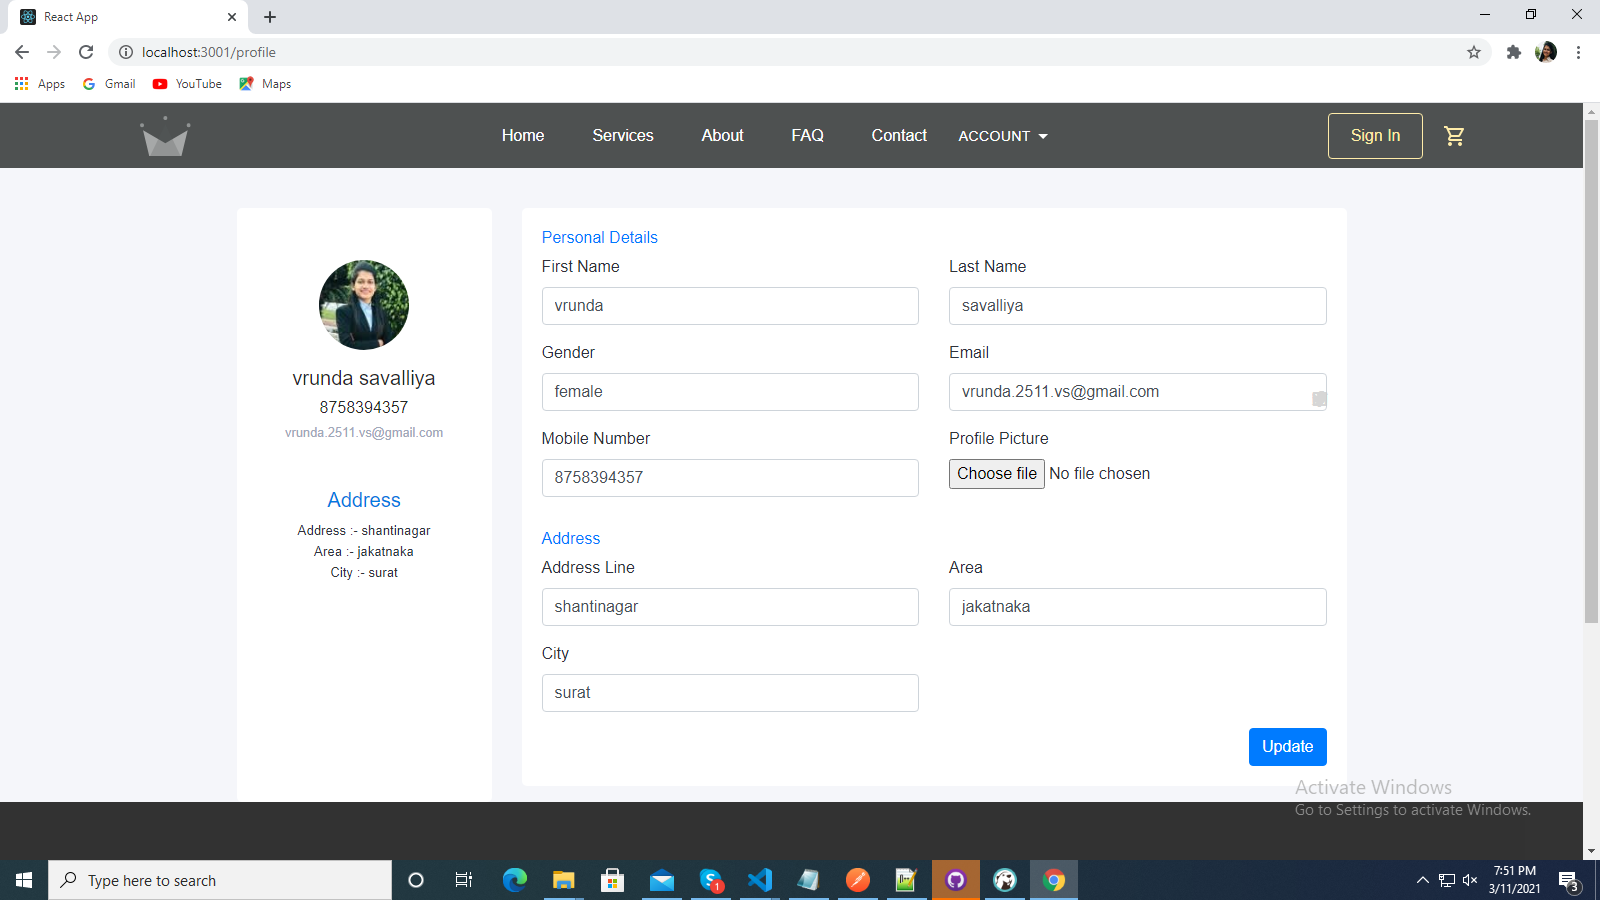 React App
localhost:3001/profile
Apps Gmail YouTube Maps
Home Services About FAQ Contact ACCOUNT Sign In
vrunda savalliya
8758394357
vrunda.2511.vs@gmail.com
Address
Address :- shantinagar
Area :- jakatnaka
City :- surat
Personal Details
First Name Last Name
vrunda savalliya
Gender Email
female vrunda.2511.vs@gmail.com
Mobile Number Profile Picture
8758394357 Choose file No file chosen
Address
Address Line Area
shantinagar jakatnaka
City
surat
Update
Activate Windows
Go to Settings to activate Windows.
Type here to search
1
7:51 PM
3/11/2021
3